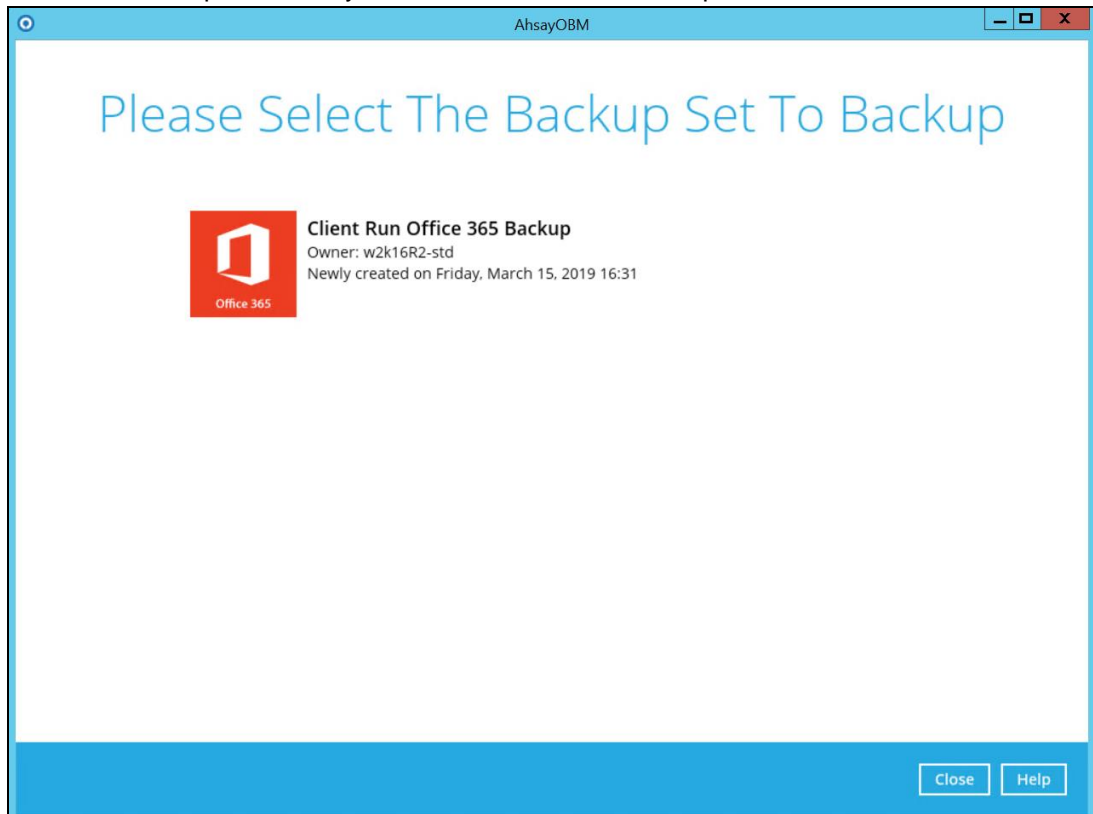 AhsayOBM
Please Select The Backup Set To Backup
Client Run Office 365 Backup
Owner: w2k16R2-std
Newly created on Friday, March 15, 2019 16:31
Office 365
Close Help